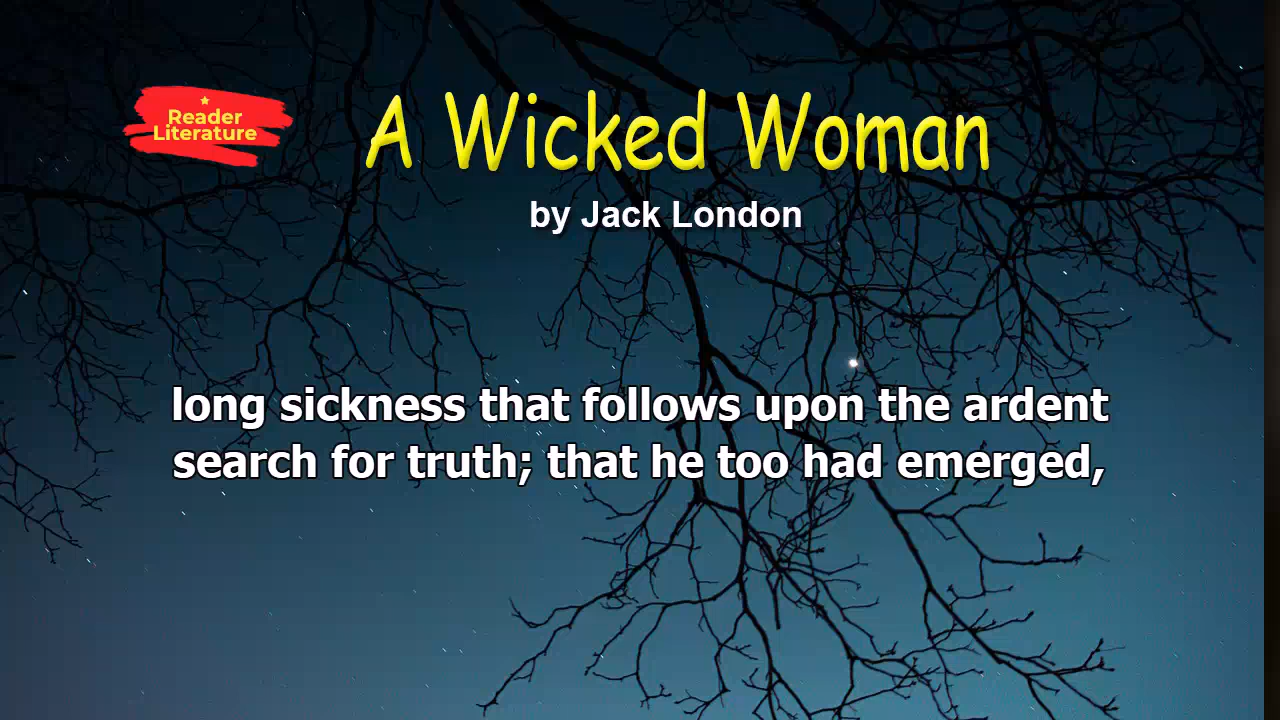 Reader
Literature
A Wicked Woman
by Jack London
long sickness that follows upon the ardent
search for truth; that he too had emerged,